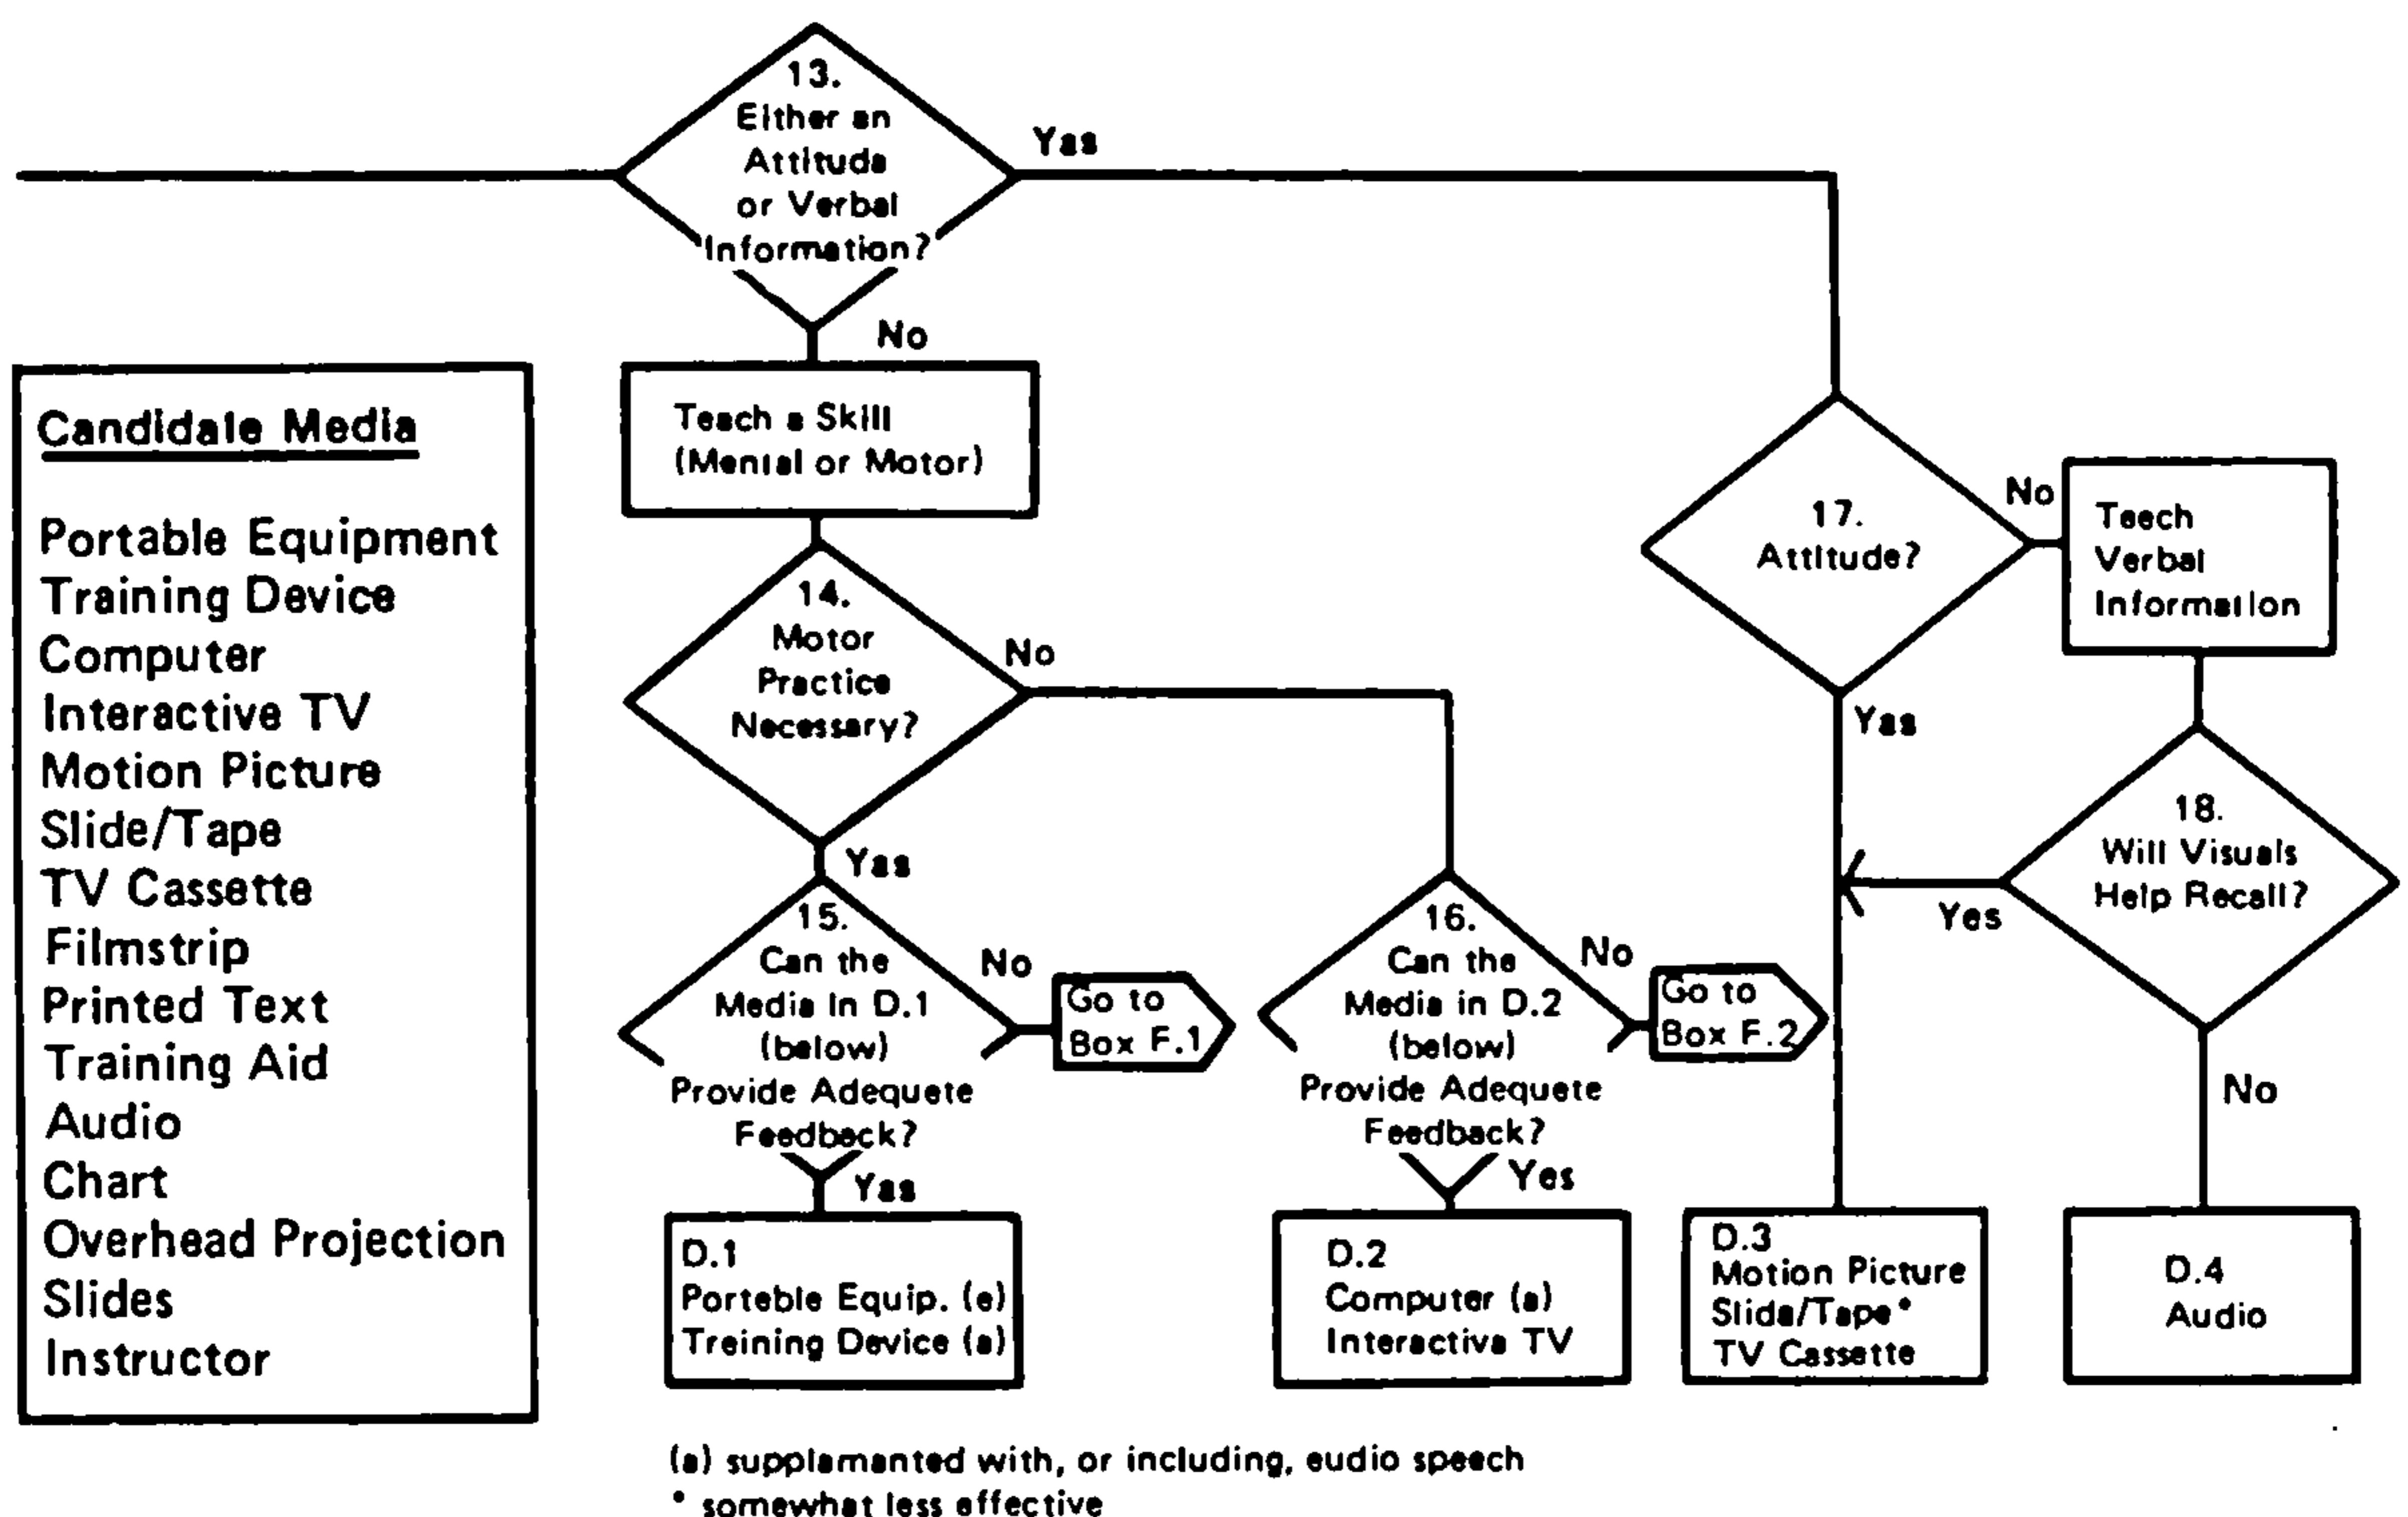 13.
Either an
Attitude
or Verbal
Information?
Yes
No
Candidate Media
Portable Equipment
Training Device
Computer
Interactive TV
Motion Picture
Slide/Tape
TV Cassette
Filmstrip
Printed Text
Training Aid
Audio
Chart
Overhead Projection
Slides
Instructor
Teach a Skill
(Mental or Motor)
14.
Motor
Practice
Necessary?
No
Yes
15.
Can the
Media In D.1
(below)
Provide Adequate
Feedback?
No
Go to
Box F.1
Yes
D.1
Portable Equip. (a)
Training Device (a)
16.
Can the
Media in D.2
(below)
Provide Adequate
Feedback?
No
Go to
Box F.2
Yes
D.2
Computer (a)
Interactive TV
17.
Attitude?
No
Yes
Teach
Verbal
Information
18.
Will Visuals
Help Recall?
Yes
No
D.3
Motion Picture
Slide/Tape*
TV Cassette
D.4
Audio
(a) supplemented with, or including, audio speech
* somewhat less effective